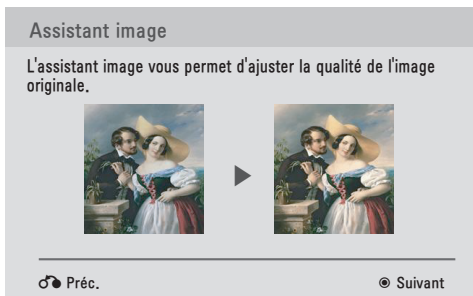 Assistant image
L'assistant image vous permet d'ajuster la qualité de l'image
originale.
Préc.
Suivant